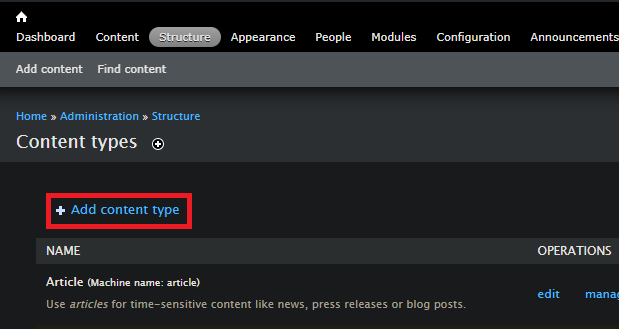 Dashboard Content Structure Appearance People Modules Configuration Announcements
Add content Find content
Home » Administration » Structure
Content types
Add content type
NAME OPERATIONS
Article (Machine name: article)
edit
Use articles for time-sensitive content like news, press releases or blog posts.